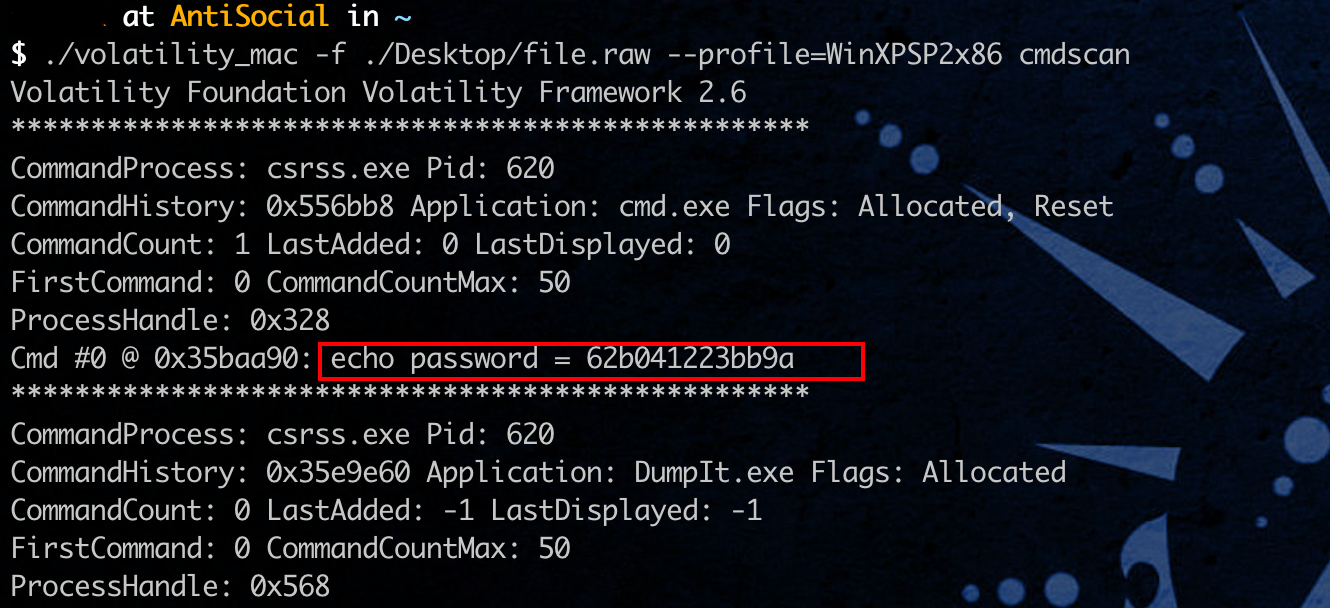 at AntiSocial in ~
$ ./volatility_mac -f ./Desktop/file.raw --profile=WinXPSP2x86 cmdscan
Volatility Foundation Volatility Framework 2.6
**************************************************
CommandProcess: csrss.exe Pid: 620
CommandHistory: 0x556bb8 Application: cmd.exe Flags: Allocated, Reset
CommandCount: 1 LastAdded: 0 LastDisplayed: 0
FirstCommand: 0 CommandCountMax: 50
ProcessHandle: 0x328
Cmd #0 @ 0x35baa90: echo password = 62b041223bb9a
**************************************************
CommandProcess: csrss.exe Pid: 620
CommandHistory: 0x35e9e60 Application: DumpIt.exe Flags: Allocated
CommandCount: 0 LastAdded: -1 LastDisplayed: -1
FirstCommand: 0 CommandCountMax: 50
ProcessHandle: 0x568